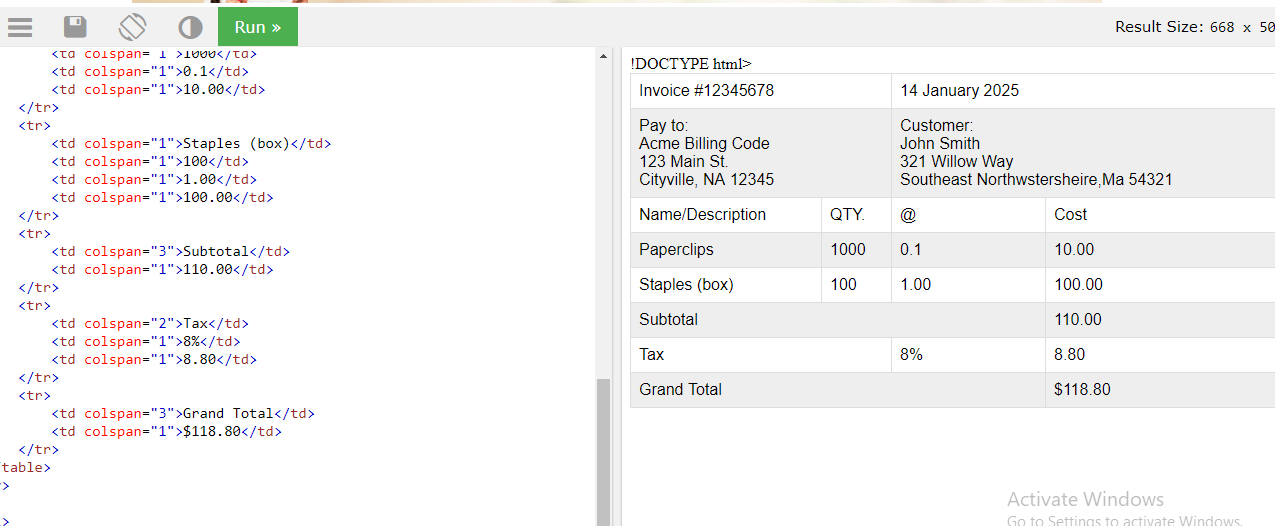 Run »
Result Size: 668 x 50
<td colspan="1">1000</td>
<td colspan="1">0.1</td>
<td colspan="1">10.00</td>
</tr>
<tr>
<td colspan="1">Staples (box)</td>
<td colspan="1">100</td>
<td colspan="1">1.00</td>
<td colspan="1">100.00</td>
</tr>
<tr>
<td colspan="3">Subtotal</td>
<td colspan="1">110.00</td>
</tr>
<tr>
<td colspan="2">Tax</td>
<td colspan="1">8%</td>
<td colspan="1">8.80</td>
</tr>
<tr>
<td colspan="3">Grand Total</td>
<td colspan="1">$118.80</td>
</tr>
table>
>
>
!DOCTYPE html>
Invoice #12345678 14 January 2025
Pay to: Customer:
Acme Billing Code John Smith
123 Main St. 321 Willow Way
Cityville, NA 12345 Southeast Northwstersheire,Ma 54321
Name/Description QTY. @ Cost
Paperclips 1000 0.1 10.00
Staples (box) 100 1.00 100.00
Subtotal 110.00
Tax 8% 8.80
Grand Total $118.80
Activate Windows
Go to Settings to activate Windows.